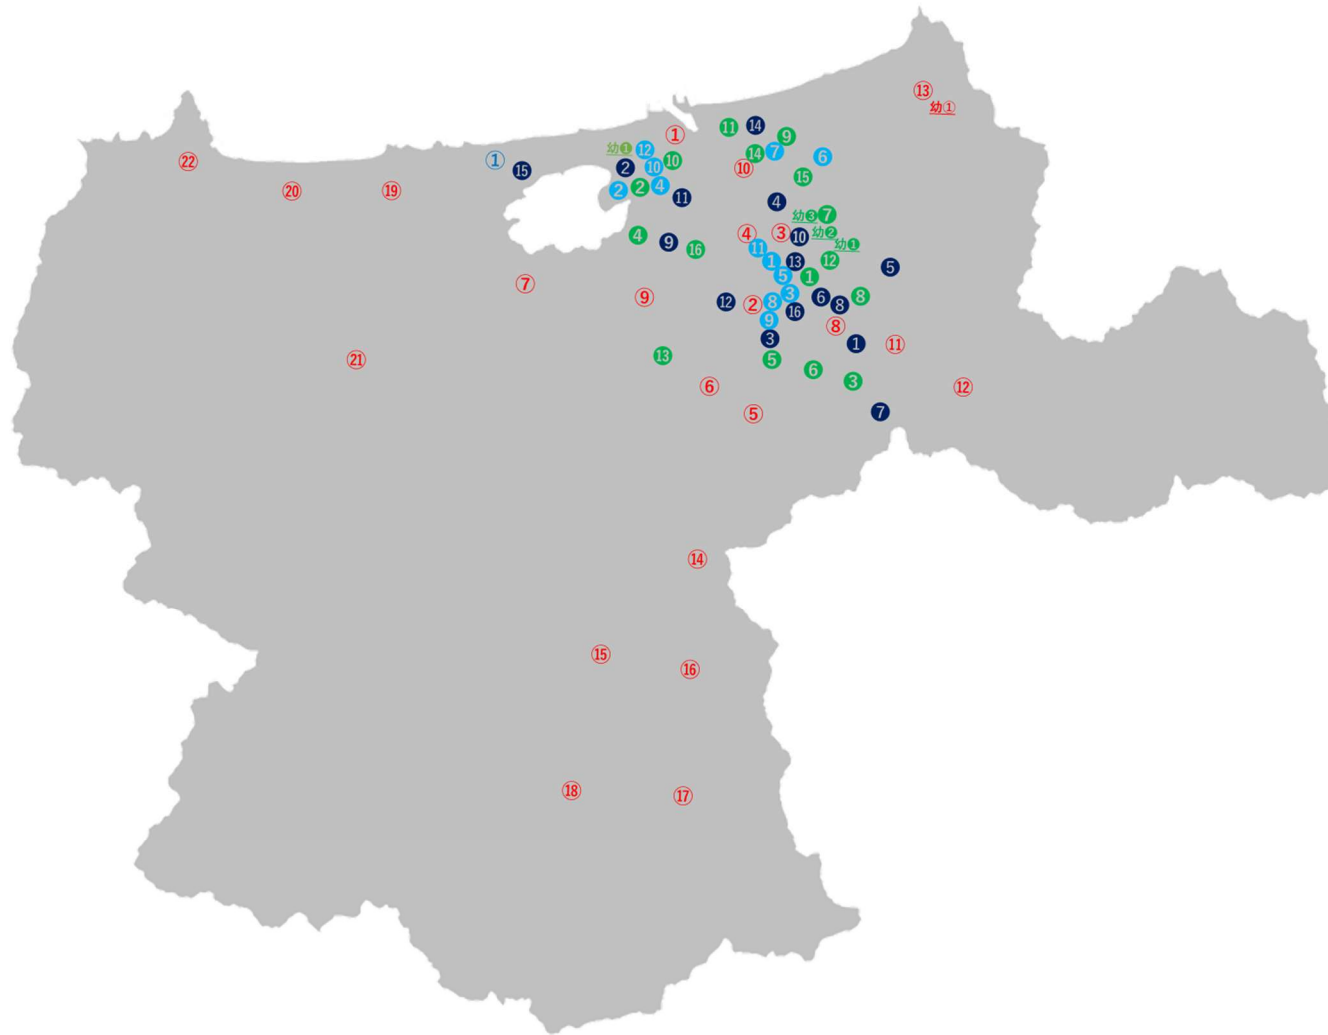 ⑬
幼①
⑪ ⑭ ❾
① 
幼❶ ⑫ ⑭ ❼ ❻
① ㉒ ❷ ⑩ ⑩ ⑩
⑮ ⑮
⑳ ⑲ ❷ ❷ ❹ ⑪ ❹
幼❸ ❼
❹ ④ ③ ⑩ 幼❷
❾ ⑯ ⑪ 幼❶
❶ ⑬ ⑫ ❺
⑦ ❺ ❶
⑨ ⑫ ② ❽ ❸ ❻ ❽ ❽
❾ ⑯ ⑧
❸ ❶ ⑪
㉑ ⑬ ❺ ❻
⑥ ❸ ⑫
⑤ ❼
⑭
⑮ ⑯
⑱ ⑰